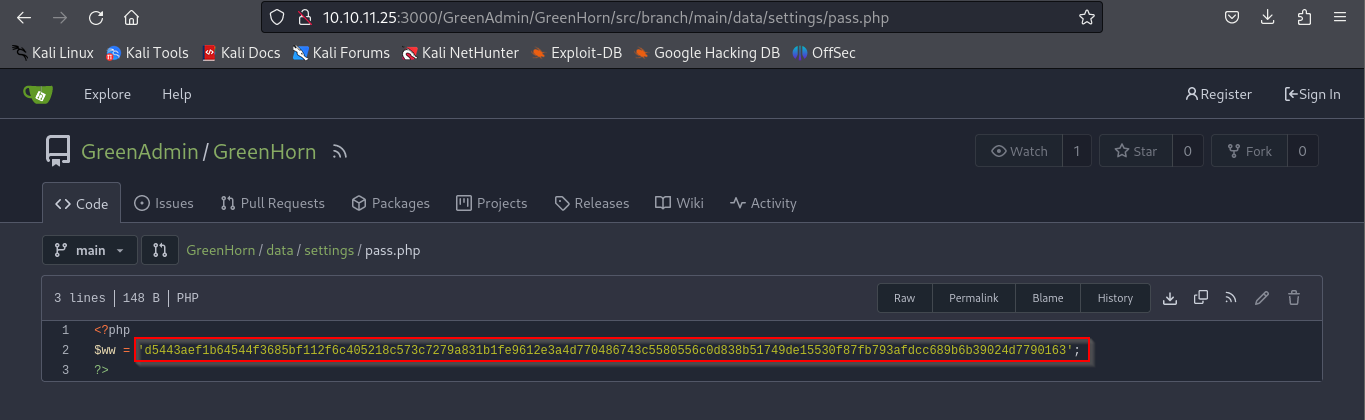 10.10.11.25:3000/GreenAdmin/GreenHorn/src/branch/main/data/settings/pass.php
Kali Linux Kali Tools Kali Docs Kali Forums Kali NetHunter Exploit-DB Google Hacking DB OffSec
Explore Help Register Sign In
GreenAdmin / GreenHorn Watch 1 Star 0 Fork 0
Code Issues Pull Requests Packages Projects Releases Wiki Activity
main GreenHorn / data / settings / pass.php
3 lines 148 B PHP Raw Permalink Blame History
1 <?php
2 $ww = 'd5443aef1b64544f3685bf112f6c405218c573c7279a831b1fe9612e3a4d770486743c5580556c0d838b51749de15530f87fb793afdcc689b6b39024d7790163';
3 ?>